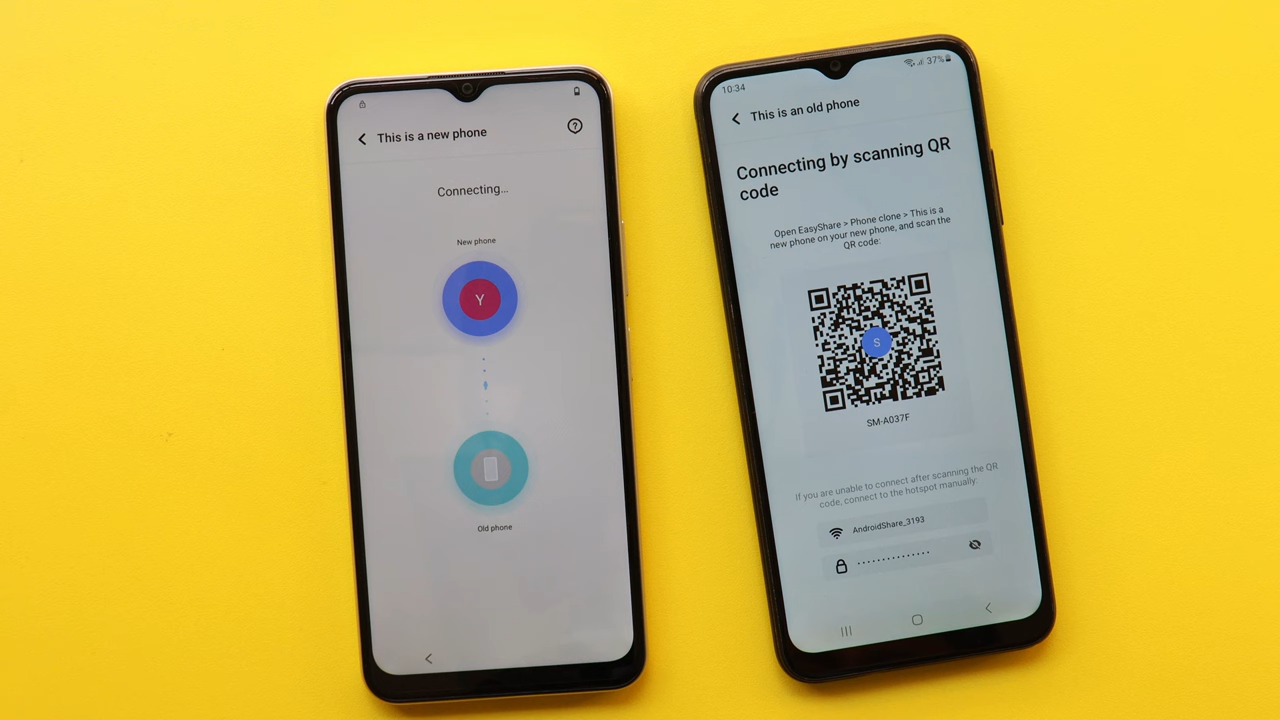 This is a new phone
Connecting...
New phone
Y
Old phone
10:34
37%
This is an old phone
Connecting by scanning QR
code
Open EasyShare > Phone clone > This is a
new phone on your new phone, and scan the
QR code:
S
SM-A037F
If you are unable to connect after scanning the QR
code, connect to the hotspot manually:
AndroidShare_3193